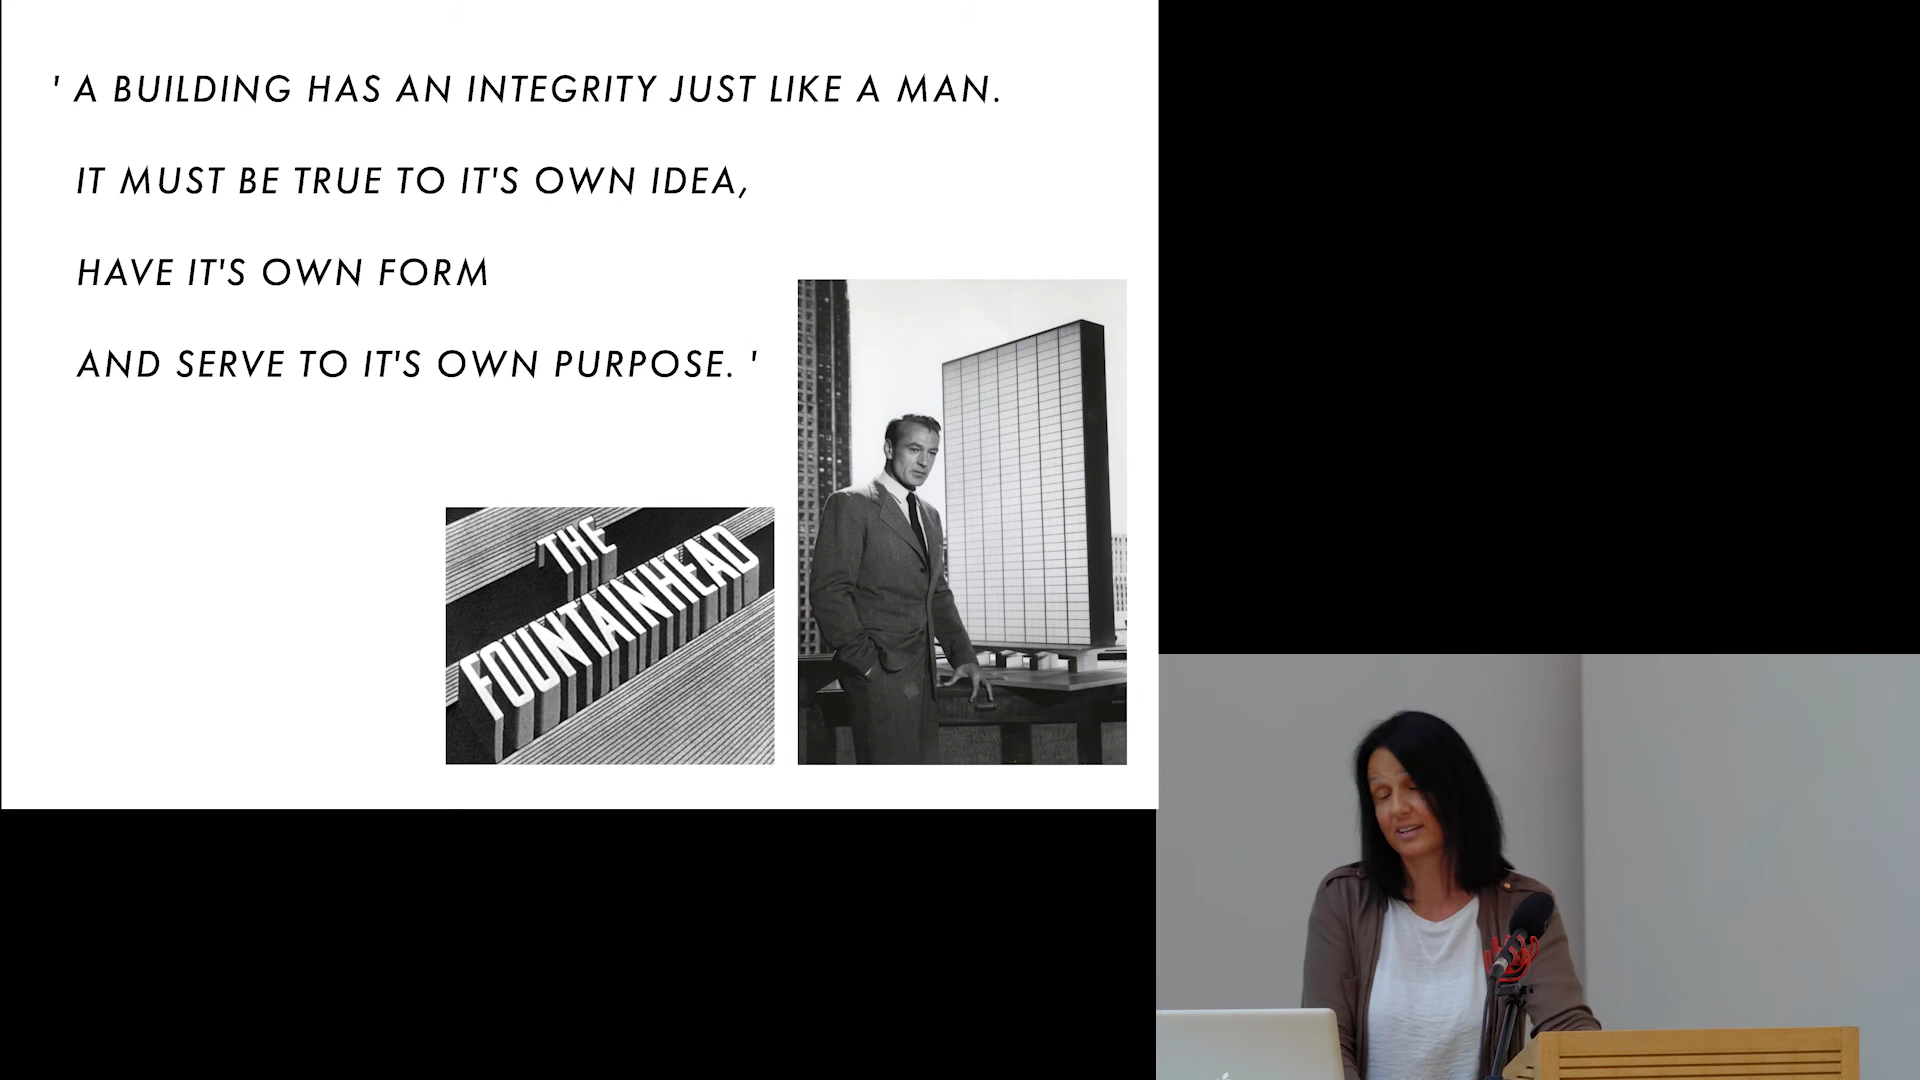 ' A BUILDING HAS AN INTEGRITY JUST LIKE A MAN.
IT MUST BE TRUE TO IT'S OWN IDEA,
HAVE IT'S OWN FORM
AND SERVE TO IT'S OWN PURPOSE. '
THE
FOUNTAINHEAD